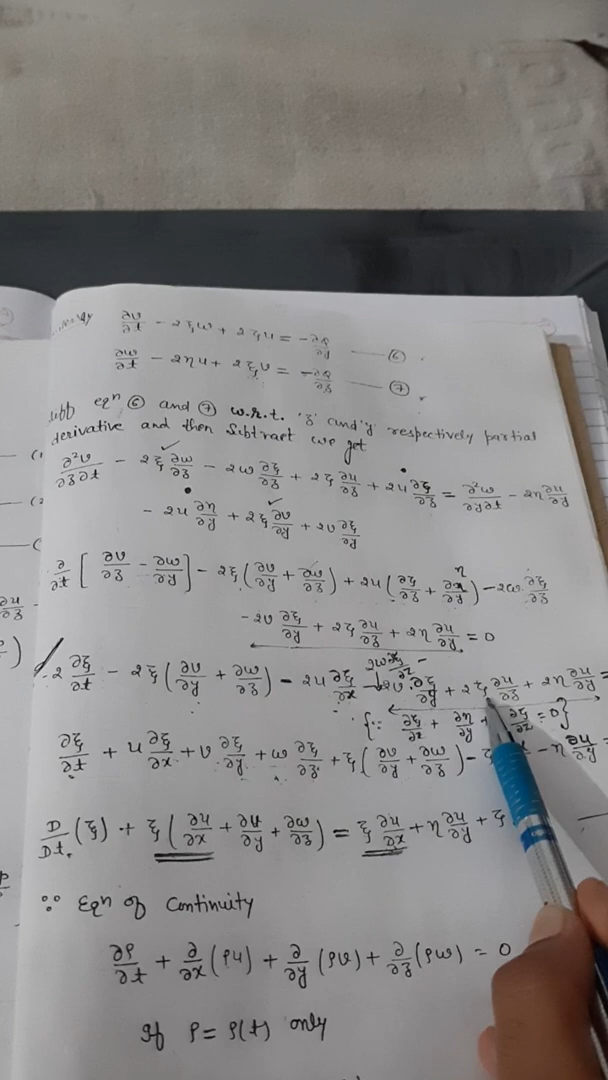 ∂v/∂t − 2ξw + 2ζu = −∂Q/∂y — (6)
∂w/∂t − 2ηu + 2ξv = −∂Q/∂z — (7)
eqn (6) and (7) w.r.t. 'z' and 'y' respectively partial
derivative and then Subtract we get
∂²v/∂z∂t − 2ξ ∂w/∂z − 2w ∂ξ/∂z + 2ζ ∂u/∂z + 2u ∂ζ/∂z = ∂²w/∂y∂t − 2η ∂u/∂y
− 2u ∂η/∂y + 2ξ ∂v/∂y + 2v ∂ξ/∂y
∂/∂t [∂v/∂z − ∂w/∂y] − 2ξ(∂v/∂y + ∂w/∂z) + 2u(∂ζ/∂z + ∂η/∂y) − 2w ∂ξ/∂z
− 2v ∂ξ/∂y + 2ζ ∂u/∂z + 2η ∂u/∂y = 0
−2 ∂ξ/∂t − 2ξ(∂v/∂y + ∂w/∂z) − 2u ∂ξ/∂x − 2v ∂ξ/∂y + 2ζ ∂u/∂z + 2η ∂u/∂y =
{∵ ∂ξ/∂x + ∂η/∂y + ∂ζ/∂z = 0}
∂ξ/∂t + u ∂ξ/∂x + v ∂ξ/∂y + w ∂ξ/∂z + ξ(∂v/∂y + ∂w/∂z) − − η ∂u/∂y =
D/Dt (ξ) + ξ(∂u/∂x + ∂v/∂y + ∂w/∂z) = ξ ∂u/∂x + η ∂u/∂y + ζ
∵ Eqn of Continuity
∂ρ/∂t + ∂/∂x (ρu) + ∂/∂y (ρv) + ∂/∂z (ρw) = 0
If ρ = ρ(t) only